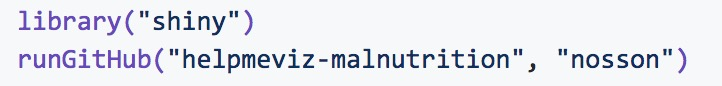 library("shiny")
runGitHub("helpmeviz-malnutrition", "nosson")